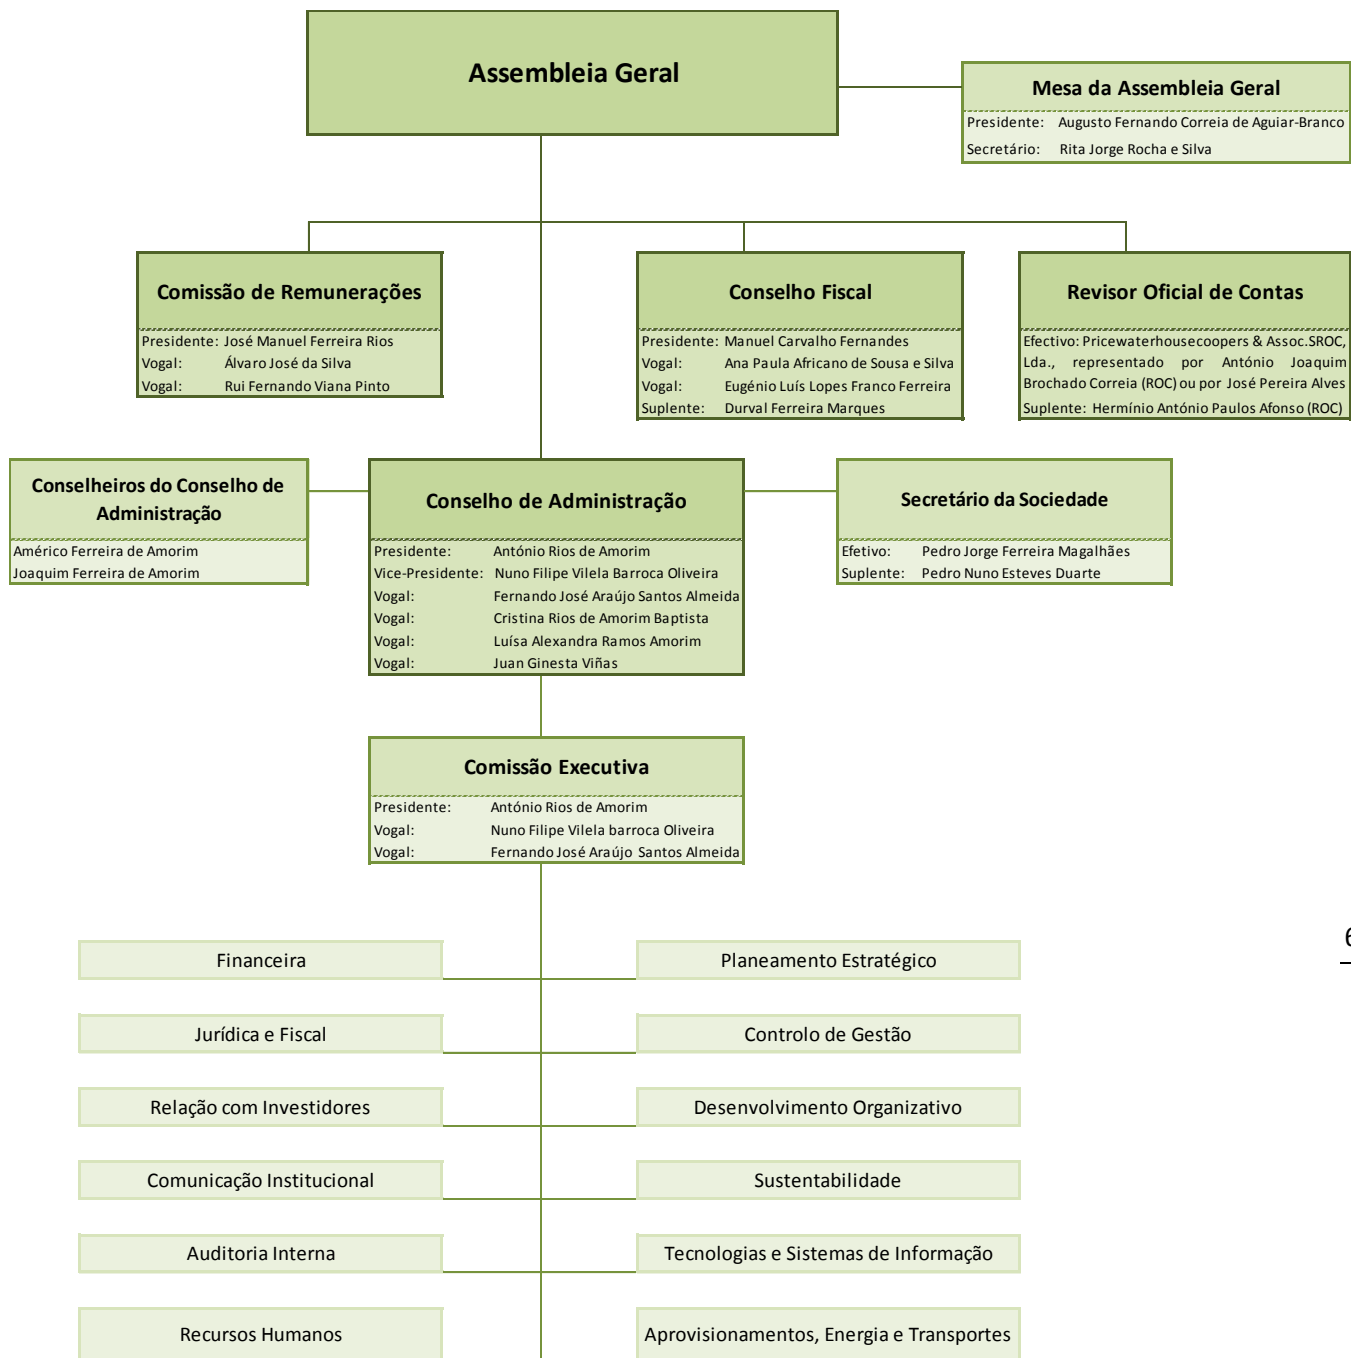 Assembleia Geral
Mesa da Assembleia Geral
Presidente: Augusto Fernando Correia de Aguiar-Branco
Secretário: Rita Jorge Rocha e Silva
Comissão de Remunerações
Presidente: José Manuel Ferreira Rios
Vogal: Álvaro José da Silva
Vogal: Rui Fernando Viana Pinto
Conselho Fiscal
Presidente: Manuel Carvalho Fernandes
Vogal: Ana Paula Africano de Sousa e Silva
Vogal: Eugénio Luís Lopes Franco Ferreira
Suplente: Durval Ferreira Marques
Revisor Oficial de Contas
Efectivo: Pricewaterhousecoopers & Assoc.SROC,
Lda., representado por António Joaquim
Brochado Correia (ROC) ou por José Pereira Alves
Suplente: Hermínio António Paulos Afonso (ROC)
Conselheiros do Conselho de
Administração
Américo Ferreira de Amorim
Joaquim Ferreira de Amorim
Conselho de Administração
Presidente: António Rios de Amorim
Vice-Presidente: Nuno Filipe Vilela Barroca Oliveira
Vogal: Fernando José Araújo Santos Almeida
Vogal: Cristina Rios de Amorim Baptista
Vogal: Luísa Alexandra Ramos Amorim
Vogal: Juan Ginesta Viñas
Secretário da Sociedade
Efetivo: Pedro Jorge Ferreira Magalhães
Suplente: Pedro Nuno Esteves Duarte
Comissão Executiva
Presidente: António Rios de Amorim
Vogal: Nuno Filipe Vilela barroca Oliveira
Vogal: Fernando José Araújo Santos Almeida
Financeira
Planeamento Estratégico
Jurídica e Fiscal
Controlo de Gestão
Relação com Investidores
Desenvolvimento Organizativo
Comunicação Institucional
Sustentabilidade
Auditoria Interna
Tecnologias e Sistemas de Informação
Recursos Humanos
Aprovisionamentos, Energia e Transportes